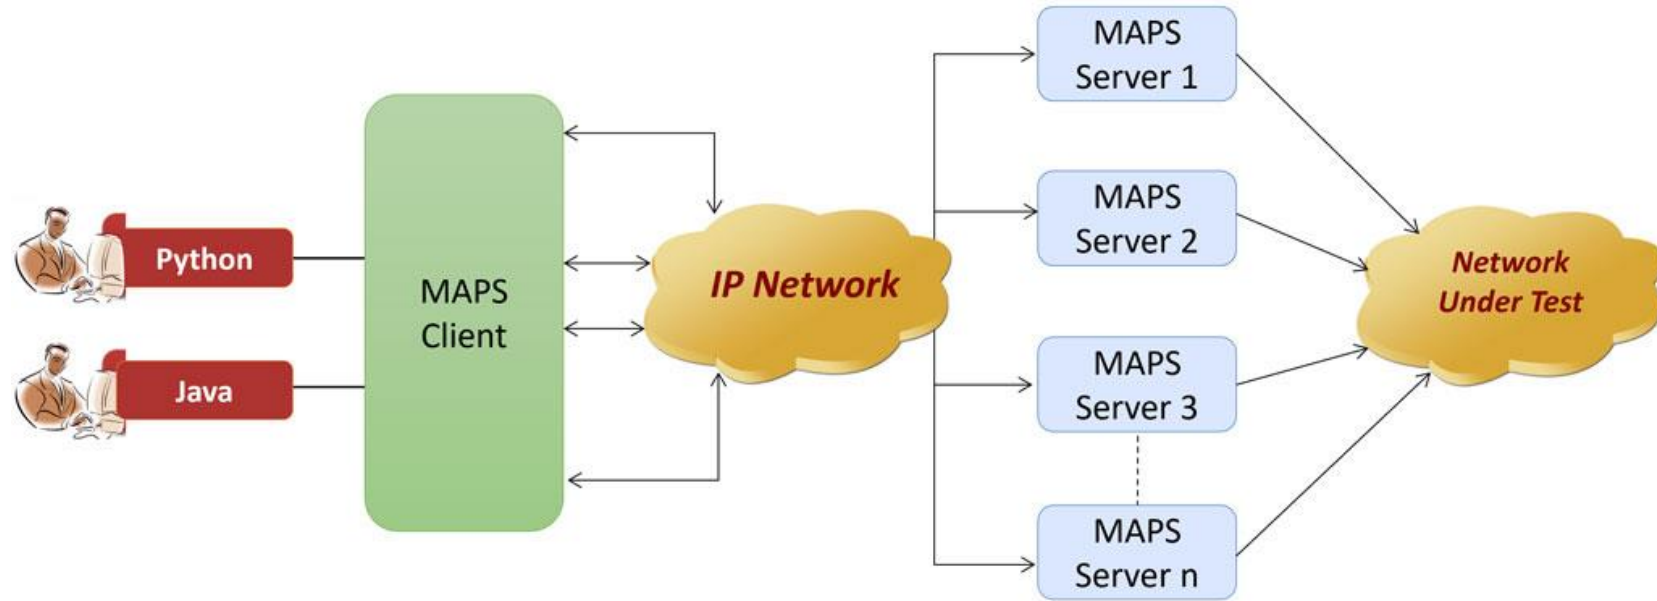 Python
Java
MAPS
Client
IP Network
MAPS
Server 1
MAPS
Server 2
MAPS
Server 3
MAPS
Server n
Network
Under Test